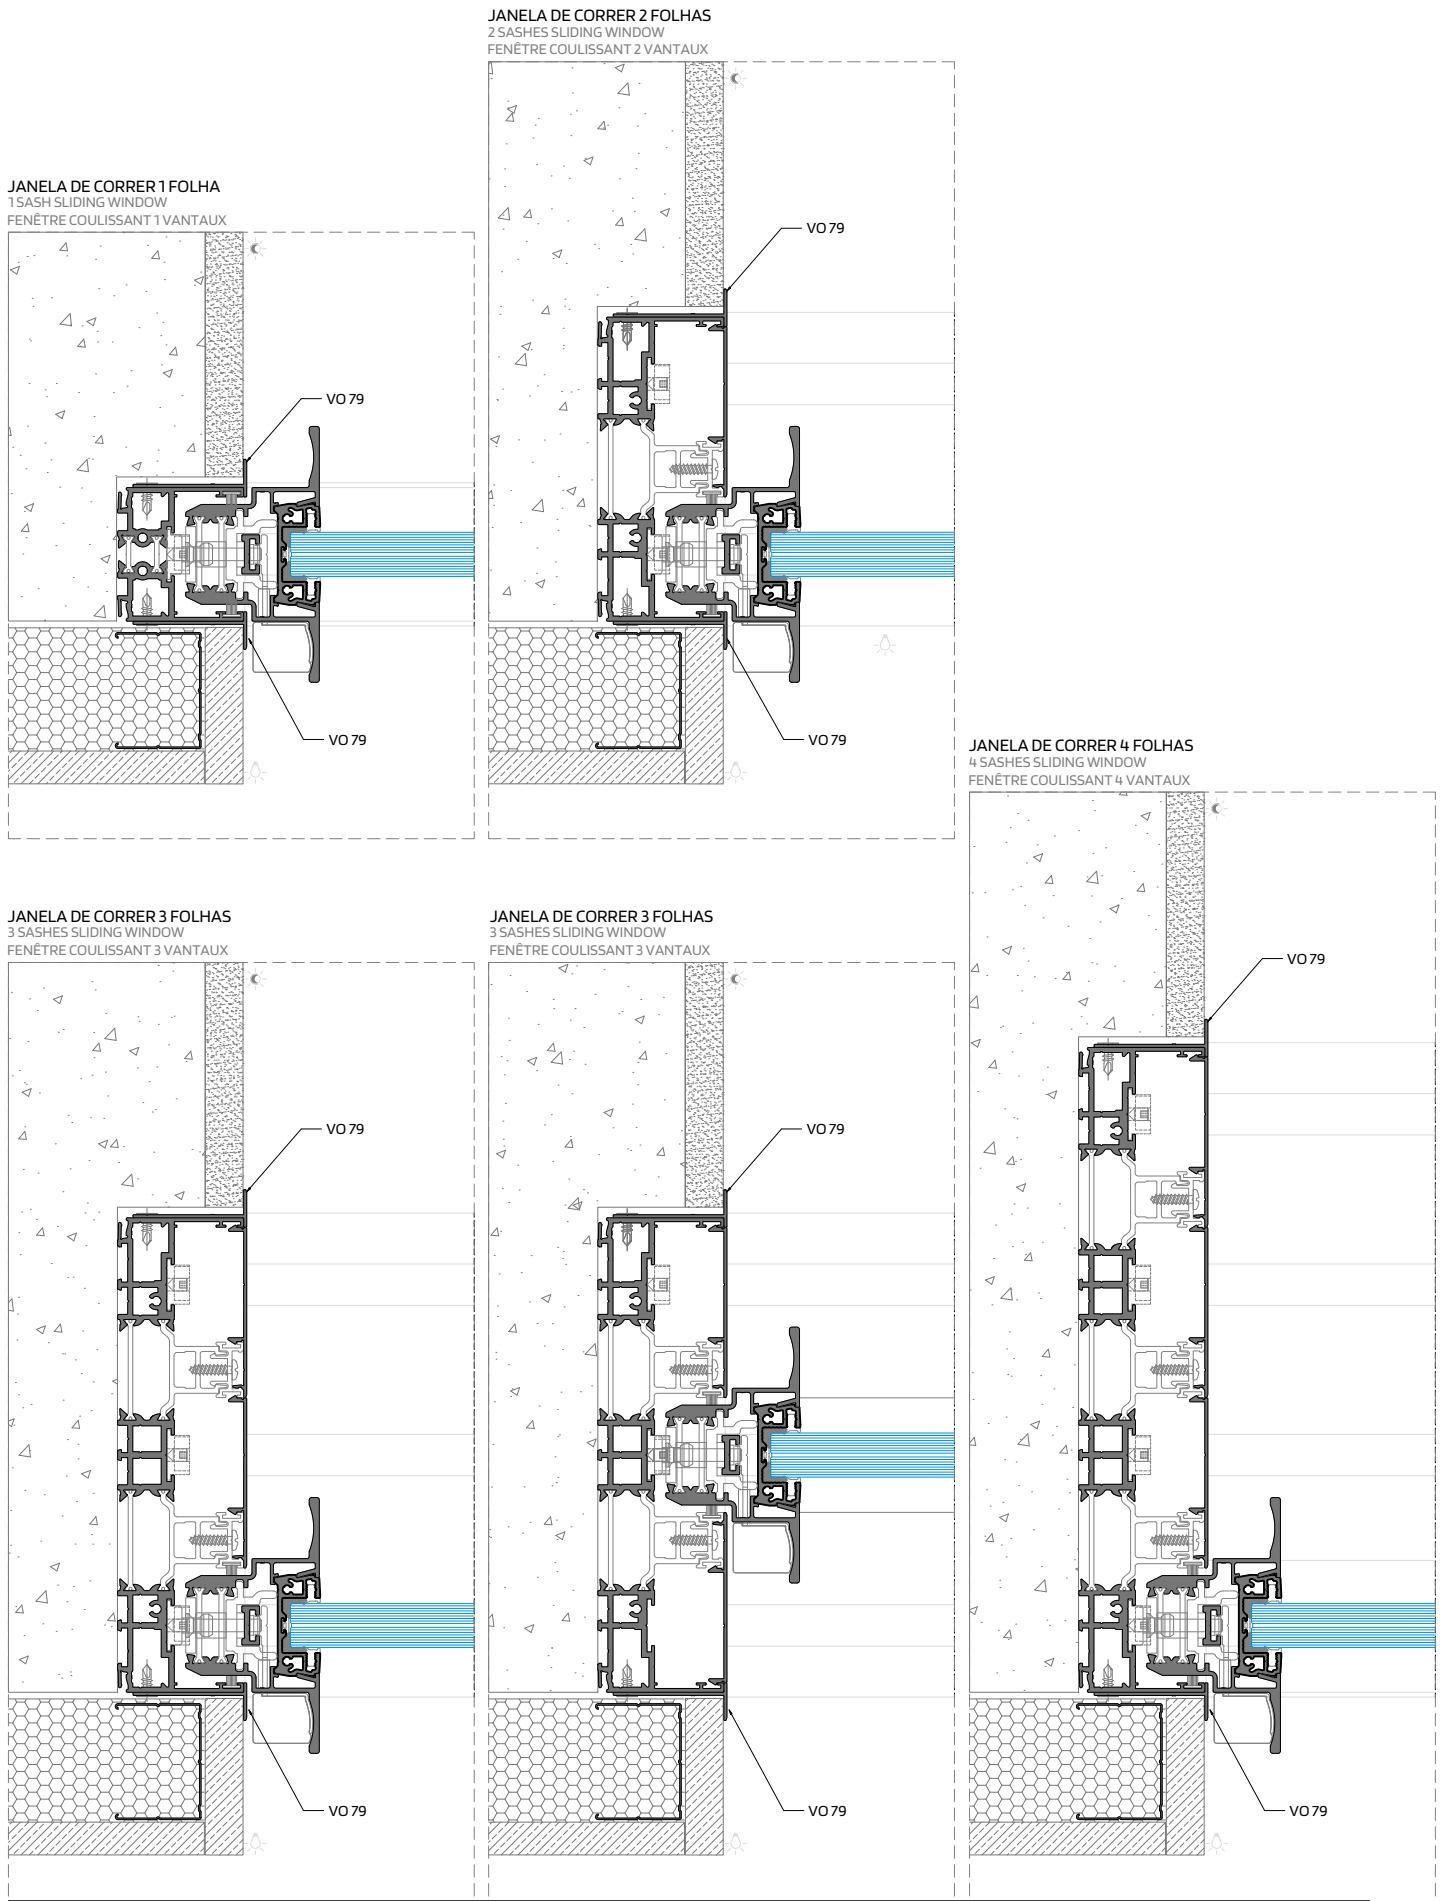 JANELA DE CORRER 2 FOLHAS
2 SASHES SLIDING WINDOW
FENÊTRE COULISSANT 2 VANTAUX
VO 79
VO 79
JANELA DE CORRER 1 FOLHA
1 SASH SLIDING WINDOW
FENÊTRE COULISSANT 1 VANTAUX
VO 79
VO 79
JANELA DE CORRER 4 FOLHAS
4 SASHES SLIDING WINDOW
FENÊTRE COULISSANT 4 VANTAUX
VO 79
VO 79
JANELA DE CORRER 3 FOLHAS
3 SASHES SLIDING WINDOW
FENÊTRE COULISSANT 3 VANTAUX
VO 79
VO 79
JANELA DE CORRER 3 FOLHAS
3 SASHES SLIDING WINDOW
FENÊTRE COULISSANT 3 VANTAUX
VO 79
VO 79